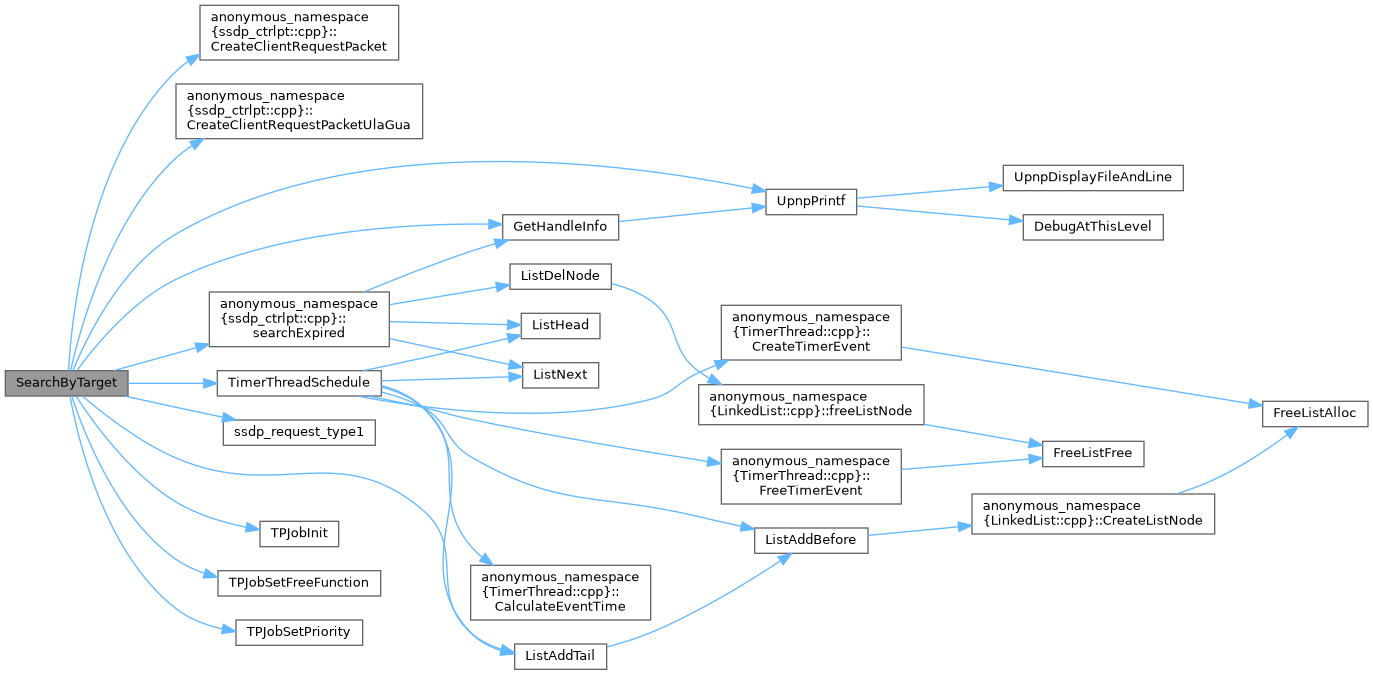 anonymous_namespace
{ssdp_ctrlpt::cpp}::
CreateClientRequestPacket
anonymous_namespace
{ssdp_ctrlpt::cpp}::
CreateClientRequestPacketUlaGua
UpnpDisplayFileAndLine
UpnpPrintf
DebugAtThisLevel
GetHandleInfo
ListDelNode
anonymous_namespace
{ssdp_ctrlpt::cpp}::
searchExpired
ListHead
anonymous_namespace
{TimerThread::cpp}::
CreateTimerEvent
ListNext
SearchByTarget
TimerThreadSchedule
anonymous_namespace
{LinkedList::cpp}::freeListNode
FreeListAlloc
ssdp_request_type1
FreeListFree
anonymous_namespace
{TimerThread::cpp}::
FreeTimerEvent
anonymous_namespace
{LinkedList::cpp}::CreateListNode
TPJobInit
ListAddBefore
TPJobSetFreeFunction
anonymous_namespace
{TimerThread::cpp}::
CalculateEventTime
TPJobSetPriority
ListAddTail